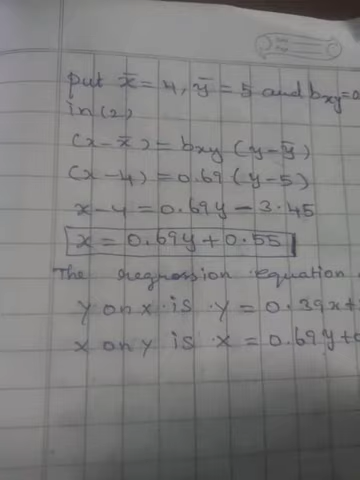 put x̄ = 4, ȳ = 5 and bxy = 0
in (2)
(x - x̄) = bxy (y - ȳ)
(x - 4) = 0.69 (y - 5)
x - 4 = 0.69y - 3.45
x = 0.69y + 0.55
The regression equation
y on x is y = 0.39x +
x on y is x = 0.69y +